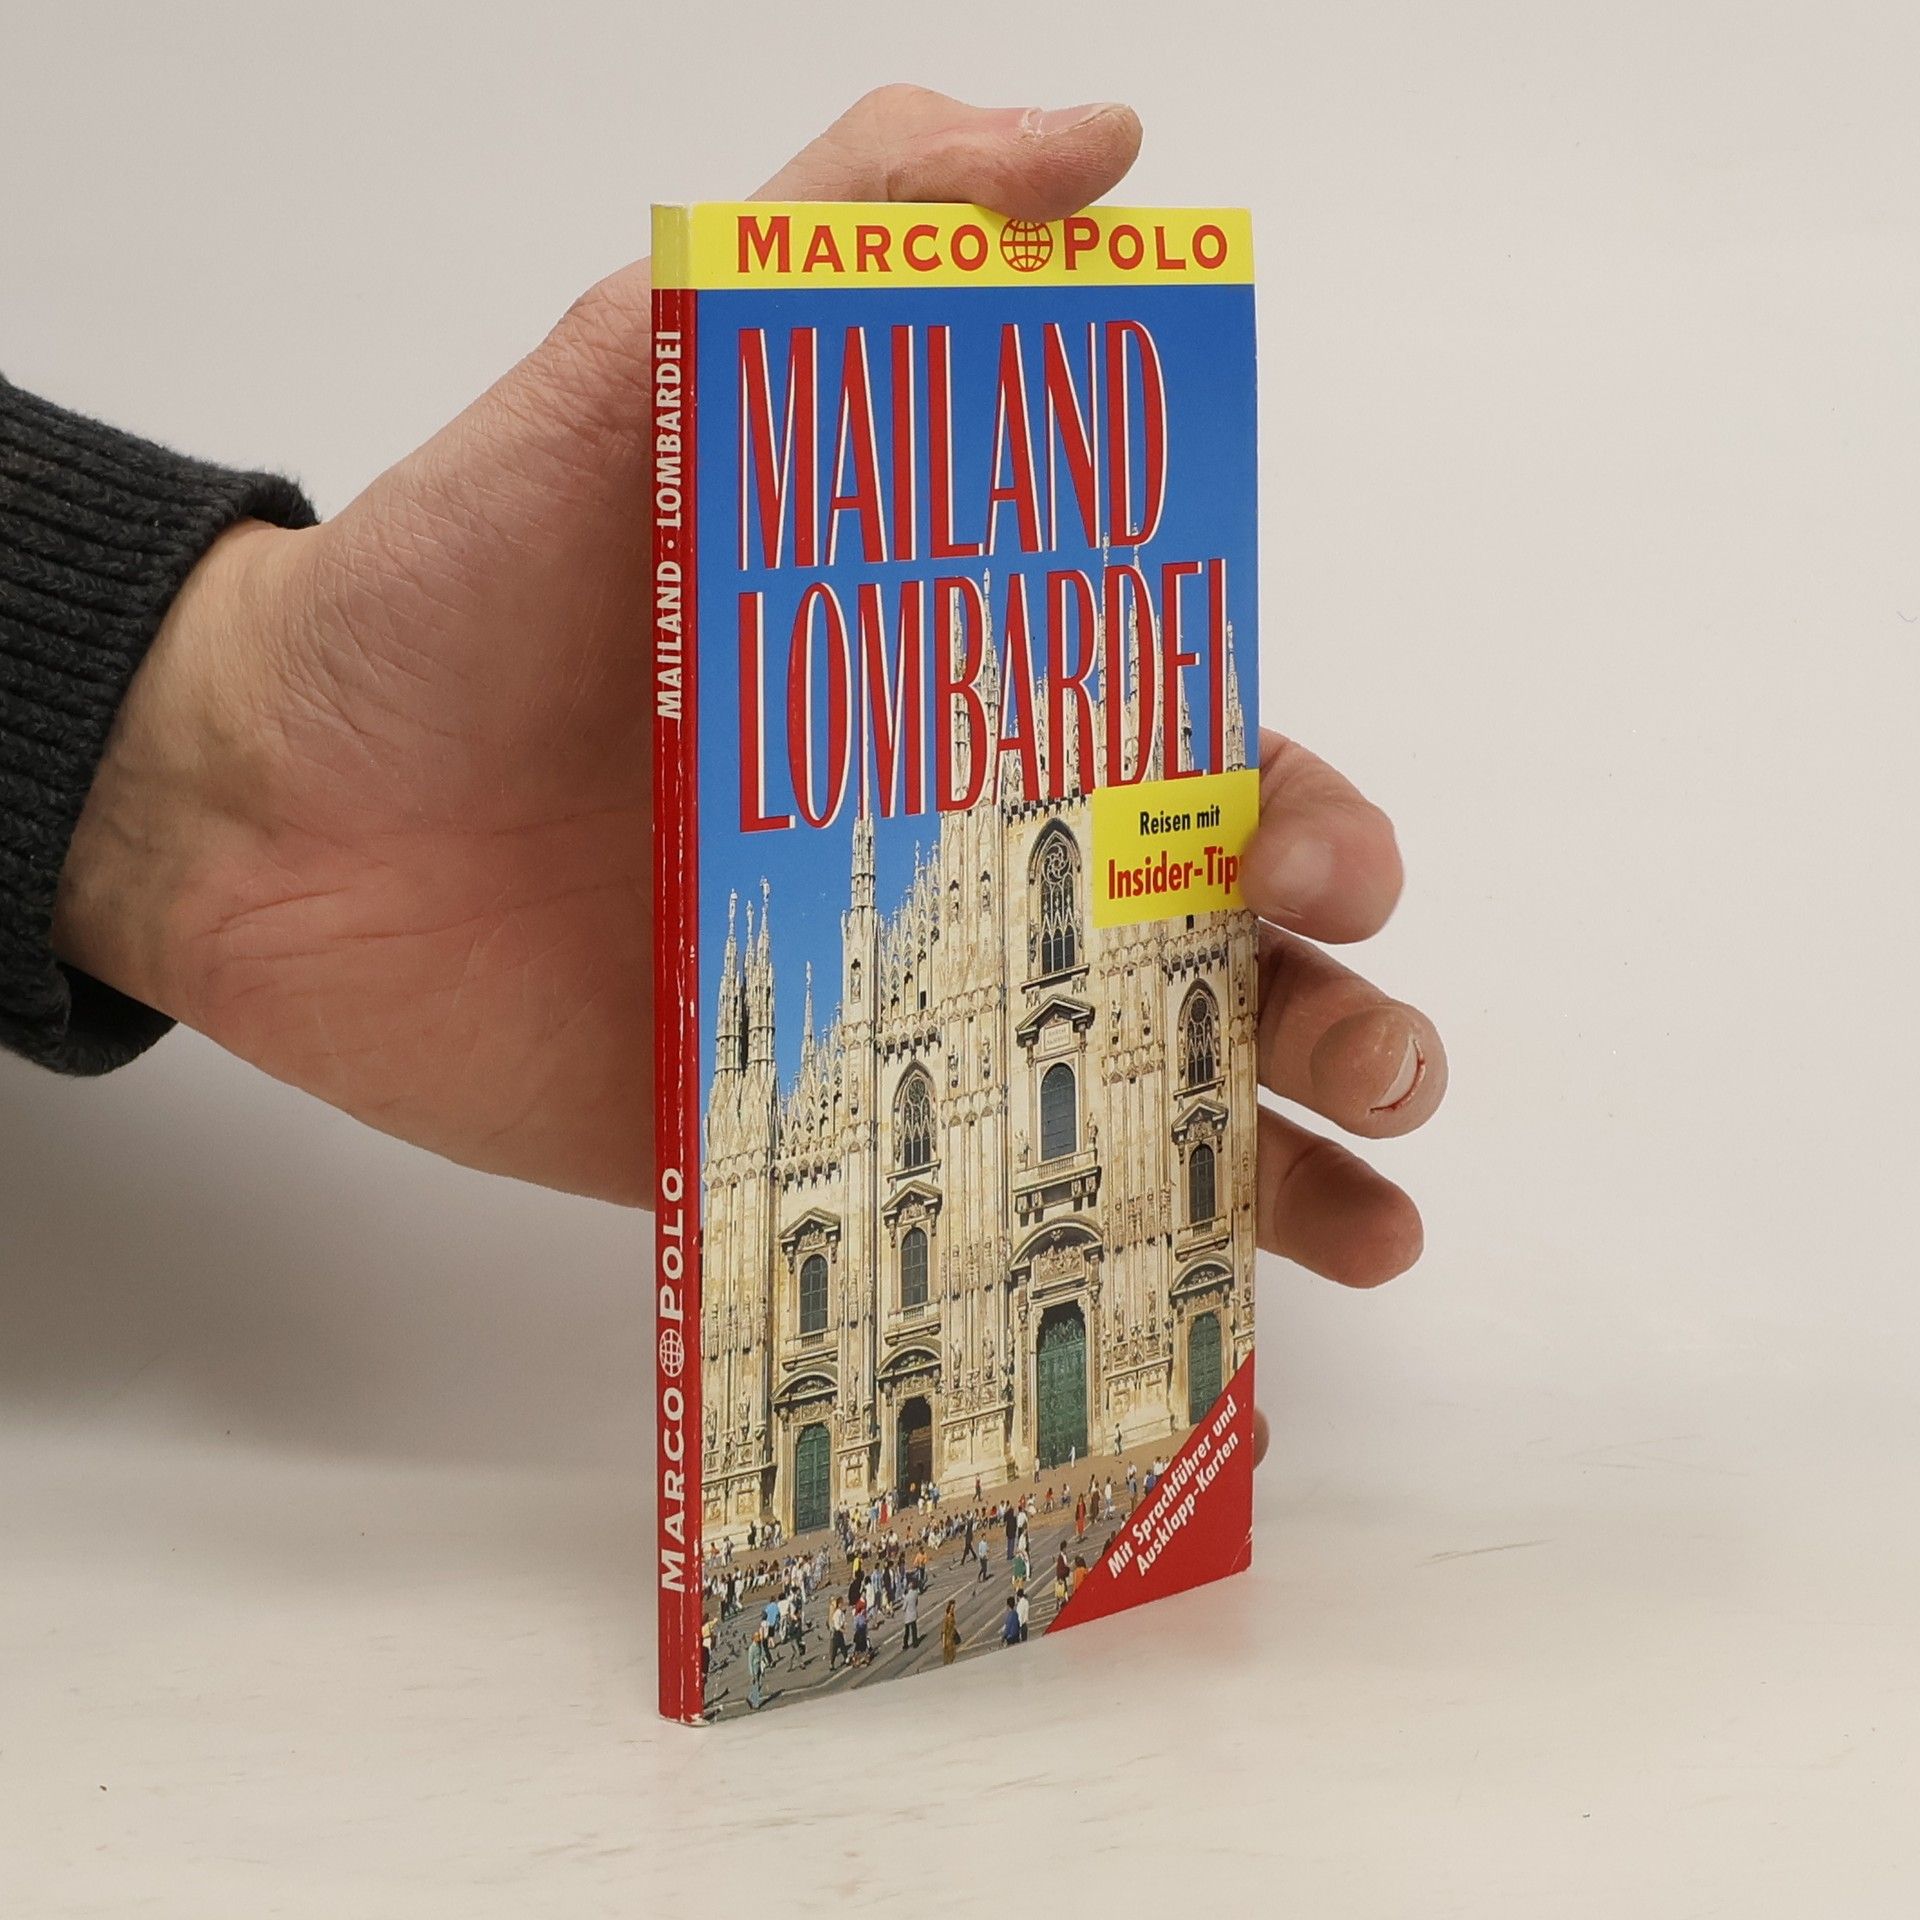 MARCO POLO
MAILAND
LOMBARDEI
Reisen mit
Insider-Tip
Mit Sprachführer und
Ausklapp-Karten
MAILAND · LOMBARDEI
MARCO POLO